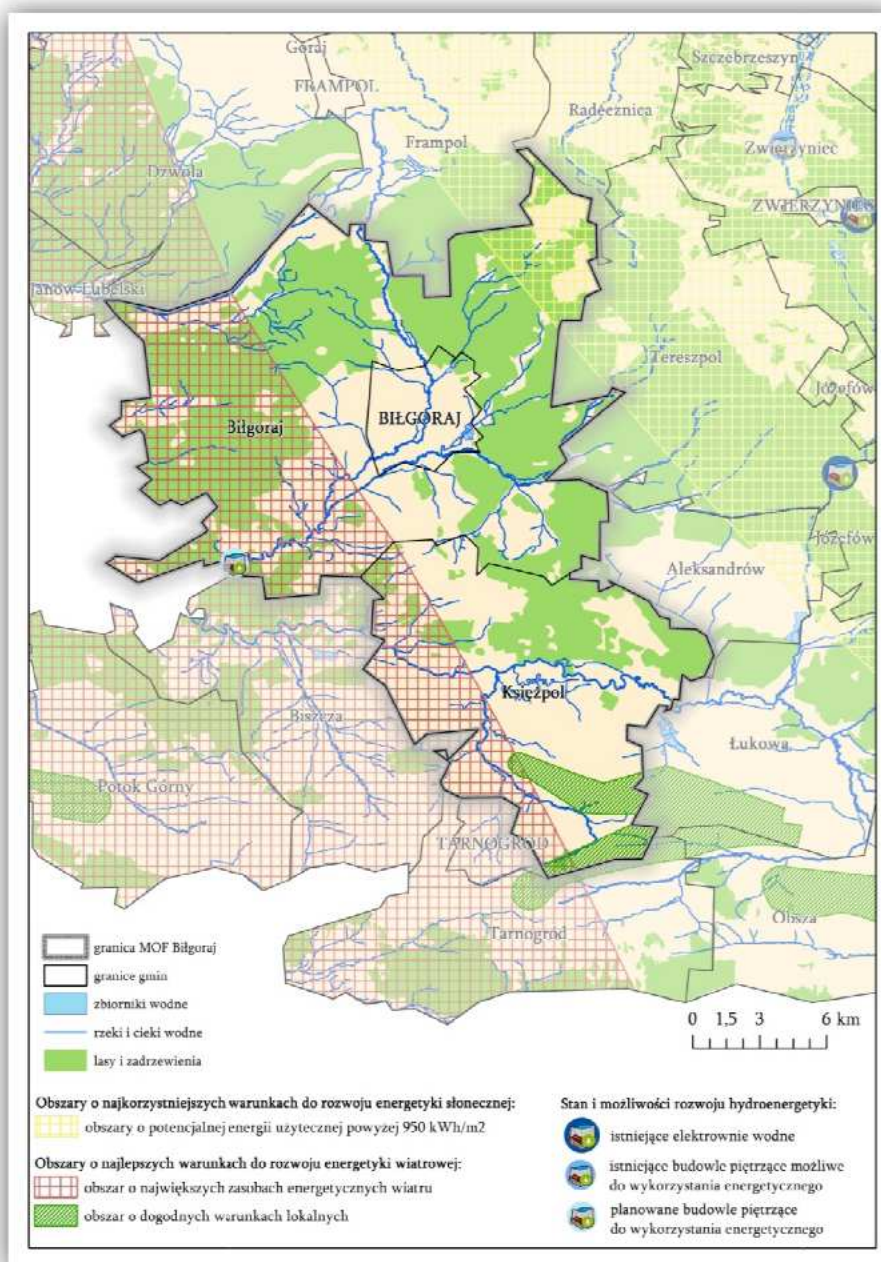 Goraj
Szczebrzeszyn
FRAMPOL
Radecznica
Frampol
Zwierzyniec
Dzwola
ZWIERZYNIEC
Janów Lubelski
Tereszpol
Józefów
Biłgoraj
BIŁGORAJ
Józefów
Aleksandrów
Księżpol
Biszcza
Łukowa
Potok Górny
TARNOGRÓD
Obsza
Tarnogród
granica MOF Biłgoraj
granice gmin
zbiorniki wodne
rzeki i cieki wodne
lasy i zadrzewienia
0 1,5 3 6 km
Obszary o najkorzystniejszych warunkach do rozwoju energetyki słonecznej:
obszary o potencjalnej energii użytecznej powyżej 950 kWh/m2
Obszary o najlepszych warunkach do rozwoju energetyki wiatrowej:
obszar o największych zasobach energetycznych wiatru
obszar o dogodnych warunkach lokalnych
Stan i możliwości rozwoju hydroenergetyki:
istniejące elektrownie wodne
istniejące budowle piętrzące możliwe
do wykorzystania energetycznego
planowane budowle piętrzące
do wykorzystania energetycznego